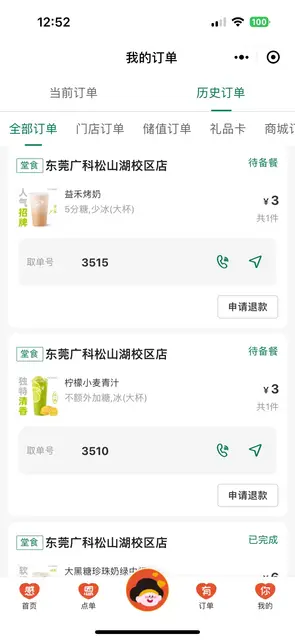 12:52
100
我的订单
当前订单
历史订单
全部订单
门店订单
储值订单
礼品卡
商城订
堂食 东莞广科松山湖校区店
待备餐
人气招牌
益禾烤奶
5分糖,少冰(大杯)
¥ 3
共1件
取单号 3515
申请退款
堂食 东莞广科松山湖校区店
待备餐
独特清香
柠檬小麦青汁
不额外加糖,冰(大杯)
¥ 3
共1件
取单号 3510
申请退款
堂食 东莞广科松山湖校区店
已完成
大黑糖珍珠奶绿中
¥ 6
感 恩 有 你
首页
点单
订单
我的